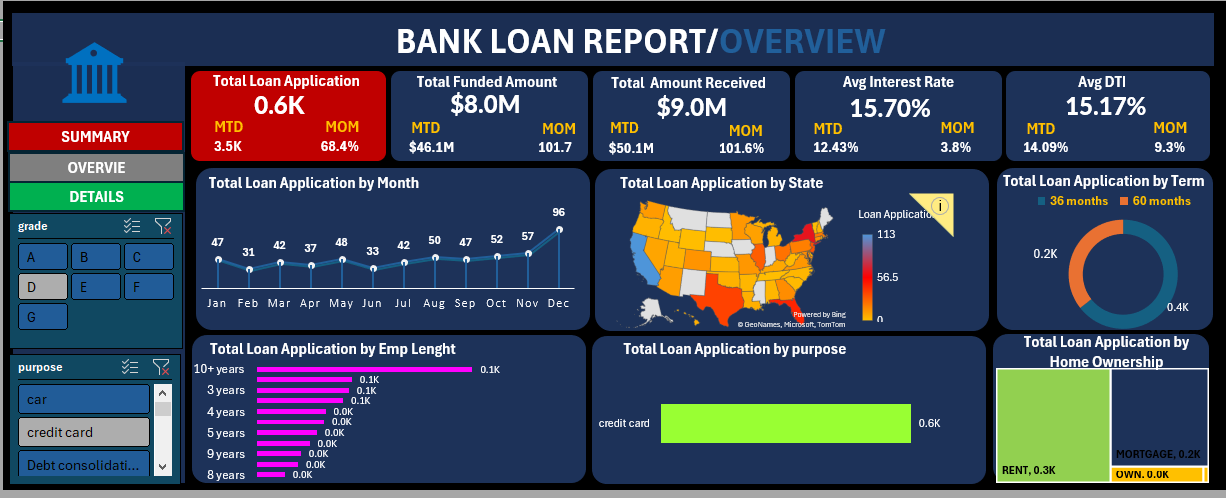 BANK LOAN REPORT/OVERVIEW
SUMMARY
OVERVIE
DETAILS
grade
A B C
D E F
G
purpose
car
credit card
Debt consolidati...
Total Loan Application
0.6K
MTD MOM
3.5K 68.4%
Total Funded Amount
$8.0M
MTD MOM
$46.1M 101.7
Total Amount Received
$9.0M
MTD MOM
$50.1M 101.6%
Avg Interest Rate
15.70%
MTD MOM
12.43% 3.8%
Avg DTI
15.17%
MTD MOM
14.09% 9.3%
Total Loan Application by Month
47 31 42 37 48 33 42 50 47 52 57 96
Jan Feb Mar Apr May Jun Jul Aug Sep Oct Nov Dec
Total Loan Application by State
Loan Applicatio
113
56.5
0
Powered by Bing
© GeoNames, Microsoft, TomTom
Total Loan Application by Term
36 months 60 months
0.2K
0.4K
Total Loan Application by Emp Lenght
10+ years 0.1K
0.1K
3 years 0.1K
0.1K
4 years 0.0K
0.0K
5 years 0.0K
0.0K
9 years 0.0K
0.0K
8 years 0.0K
Total Loan Application by purpose
credit card 0.6K
Total Loan Application by
Home Ownership
RENT, 0.3K
MORTGAGE, 0.2K
OWN, 0.0K